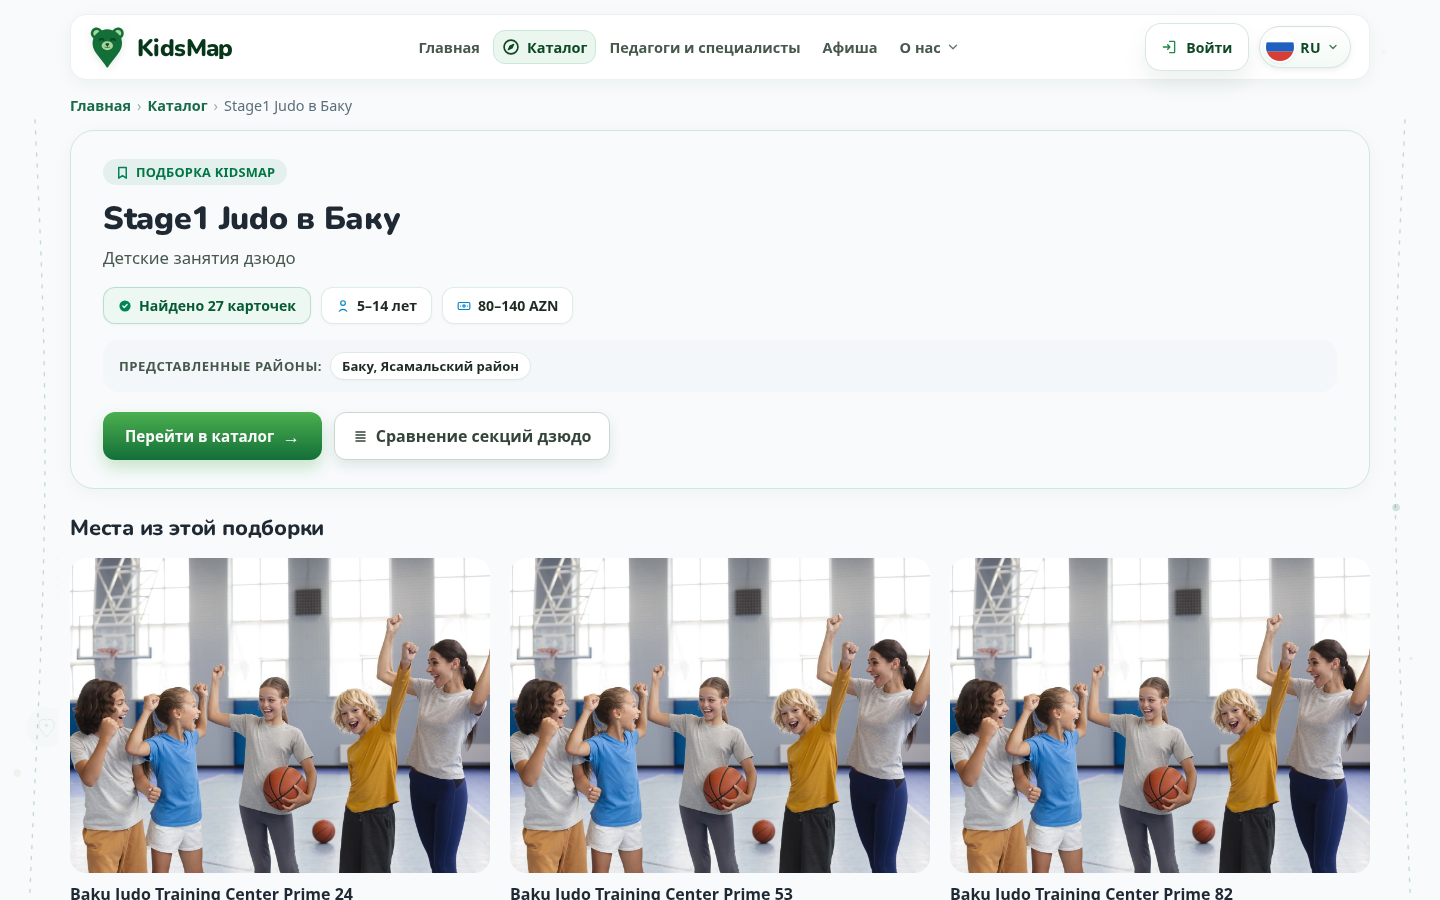 KidsMap
Главная
Каталог
Педагоги и специалисты
Афиша
О нас
Войти
RU
Главная › Каталог › Stage1 Judo в Баку
ПОДБОРКА KIDSMAP
Stage1 Judo в Баку
Детские занятия дзюдо
Найдено 27 карточек
5–14 лет
80–140 AZN
ПРЕДСТАВЛЕННЫЕ РАЙОНЫ: Баку, Ясамальский район
Перейти в каталог →
Сравнение секций дзюдо
Места из этой подборки
Baku Judo Training Center Prime 24
Baku Judo Training Center Prime 53
Baku Judo Training Center Prime 82